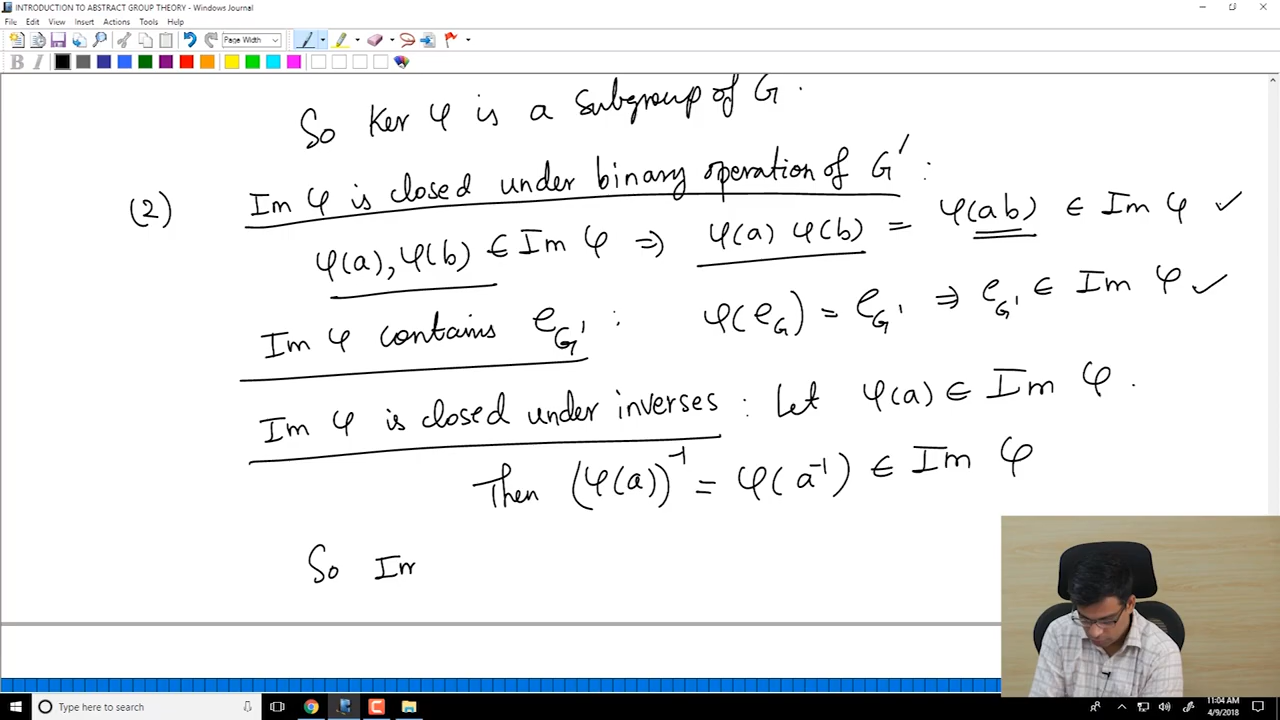 INTRODUCTION TO ABSTRACT GROUP THEORY - Windows Journal
File Edit View Insert Actions Tools Help
Page Width
B I
So Ker φ is a subgroup of G.
(2) Im φ is closed under binary operation of G' :
φ(a), φ(b) ∈ Im φ ⇒ φ(a) φ(b) = φ(ab) ∈ Im φ ✓
Im φ contains e_G' : φ(e_G) = e_G' ⇒ e_G' ∈ Im φ ✓
Im φ is closed under inverses : Let φ(a) ∈ Im φ.
Then (φ(a))⁻¹ = φ(a⁻¹) ∈ Im φ
So Im
Type here to search
11:04 AM
4/9/2018